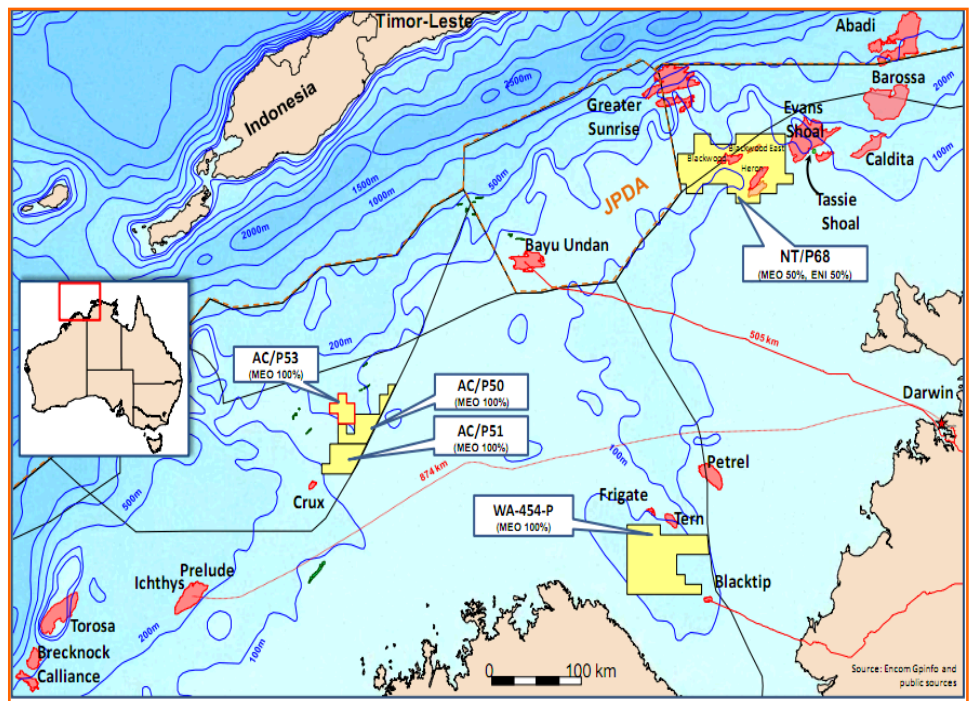 Timor-Leste
Indonesia
Abadi
2500m
Greater
Sunrise
Barossa
200m
Evans
Shoal
Blackwood East
Blackwood
Heron
Caldita
100m
1500m
1000m
500m
JPDA
Tassie
Shoal
2000m
Bayu Undan
NT/P68
(MEO 50%, ENI 50%)
200m
505 km
AC/P53
(MEO 100%)
AC/P50
(MEO 100%)
Darwin
AC/P51
(MEO 100%)
100m
874 km
Petrel
500m
Crux
Frigate
WA-454-P
(MEO 100%)
Tern
Prelude
Ichthys
Blacktip
Torosa
200m
100m
Brecknock
Calliance
0 100 km
Source: Encom Gpinfo and
public sources